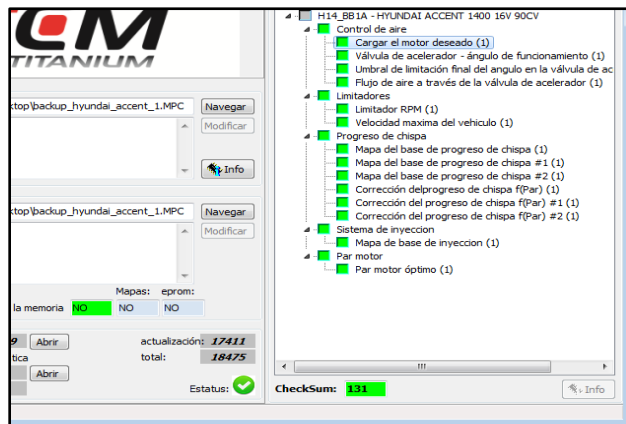 CM
TITANIUM
ktop\backup_hyundai_accent_1.MPC Navegar
Modificar
Info
ktop\backup_hyundai_accent_1.MPC Navegar
Modificar
Mapas: eprom:
la memoria NO NO NO
9 Abrir actualización: 17411
tica total: 18475
Abrir
Estatus:
H14_BB1A - HYUNDAI ACCENT 1400 16V 90CV
Control de aire
Cargar el motor deseado (1)
Válvula de acelerador - ángulo de funcionamiento (1)
Umbral de limitación final del angulo en la válvula de ac
Flujo de aire a través de la válvula de acelerador (1)
Limitadores
Limitador RPM (1)
Velocidad maxima del vehiculo (1)
Progreso de chispa
Mapa del base de progreso de chispa (1)
Mapa del base de progreso de chispa #1 (1)
Mapa del base de progreso de chispa #2 (1)
Corrección delprogreso de chispa f(Par) (1)
Corrección del progreso de chispa f(Par) #1 (1)
Corrección del progreso de chispa f(Par) #2 (1)
Sistema de inyeccion
Mapa de base de inyeccion (1)
Par motor
Par motor óptimo (1)
CheckSum: 131
Info